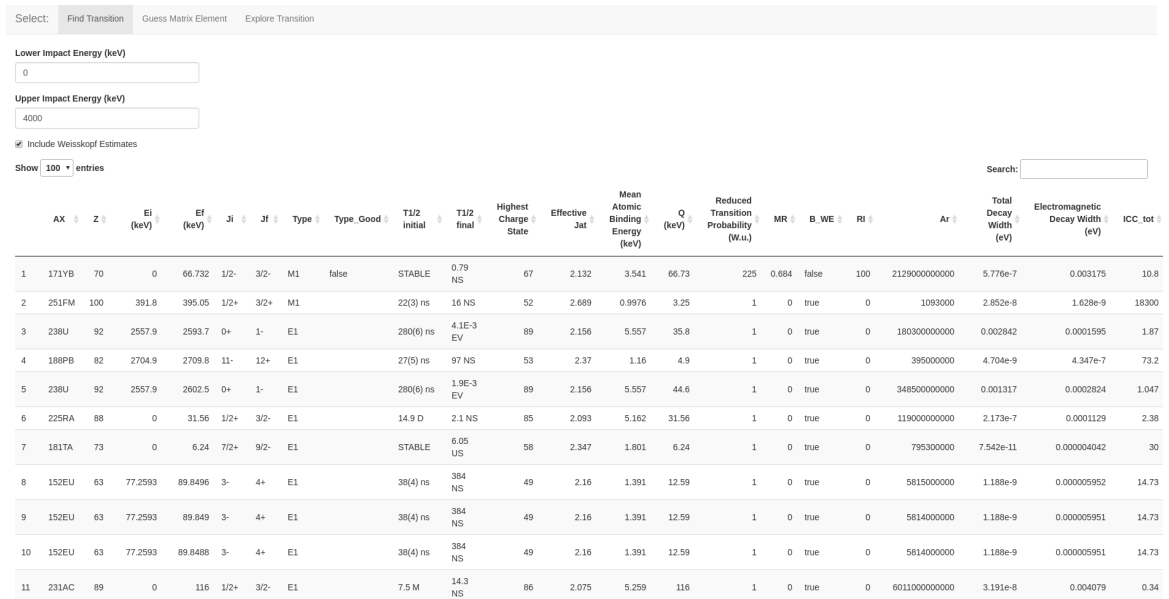 Select: Find Transition Guess Matrix Element Explore Transition
Lower Impact Energy (keV)
0
Upper Impact Energy (keV)
4000
Include Weisskopf Estimates
Show 100 entries Search:
AX Z Ei (keV) Ef (keV) Ji Jf Type Type_Good T1/2 initial T1/2 final Highest Charge State Effective Jat Mean Atomic Binding Energy (keV) Q (keV) Reduced Transition Probability (W.u.) MR B_WE RI Ar Total Decay Width (eV) Electromagnetic Decay Width (eV) ICC_tot
1 171YB 70 0 66.732 1/2- 3/2- M1 false STABLE 0.79 NS 67 2.132 3.541 66.73 225 0.684 false 100 2129000000000 5.776e-7 0.003175 10.8
2 251FM 100 391.8 395.05 1/2+ 3/2+ M1 22(3) ns 16 NS 52 2.689 0.9976 3.25 1 0 true 0 1093000 2.852e-8 1.628e-9 18300
3 238U 92 2557.9 2593.7 0+ 1- E1 280(6) ns 4.1E-3 EV 89 2.156 5.557 35.8 1 0 true 0 180300000000 0.002842 0.0001595 1.87
4 188PB 82 2704.9 2709.8 11- 12+ E1 27(5) ns 97 NS 53 2.37 1.16 4.9 1 0 true 0 395000000 4.704e-9 4.347e-7 73.2
5 238U 92 2557.9 2602.5 0+ 1- E1 280(6) ns 1.9E-3 EV 89 2.156 5.557 44.6 1 0 true 0 348500000000 0.001317 0.0002824 1.047
6 225RA 88 0 31.56 1/2+ 3/2- E1 14.9 D 2.1 NS 85 2.093 5.162 31.56 1 0 true 0 119000000000 2.173e-7 0.0001129 2.38
7 181TA 73 0 6.24 7/2+ 9/2- E1 STABLE 6.05 US 58 2.347 1.801 6.24 1 0 true 0 795300000 7.542e-11 0.000004042 30
8 152EU 63 77.2593 89.8496 3- 4+ E1 38(4) ns 384 NS 49 2.16 1.391 12.59 1 0 true 0 5815000000 1.188e-9 0.000005952 14.73
9 152EU 63 77.2593 89.849 3- 4+ E1 38(4) ns 384 NS 49 2.16 1.391 12.59 1 0 true 0 5814000000 1.188e-9 0.000005951 14.73
10 152EU 63 77.2593 89.8488 3- 4+ E1 38(4) ns 384 NS 49 2.16 1.391 12.59 1 0 true 0 5814000000 1.188e-9 0.000005951 14.73
11 231AC 89 0 116 1/2+ 3/2- E1 7.5 M 14.3 NS 86 2.075 5.259 116 1 0 true 0 6011000000000 3.191e-8 0.004079 0.34